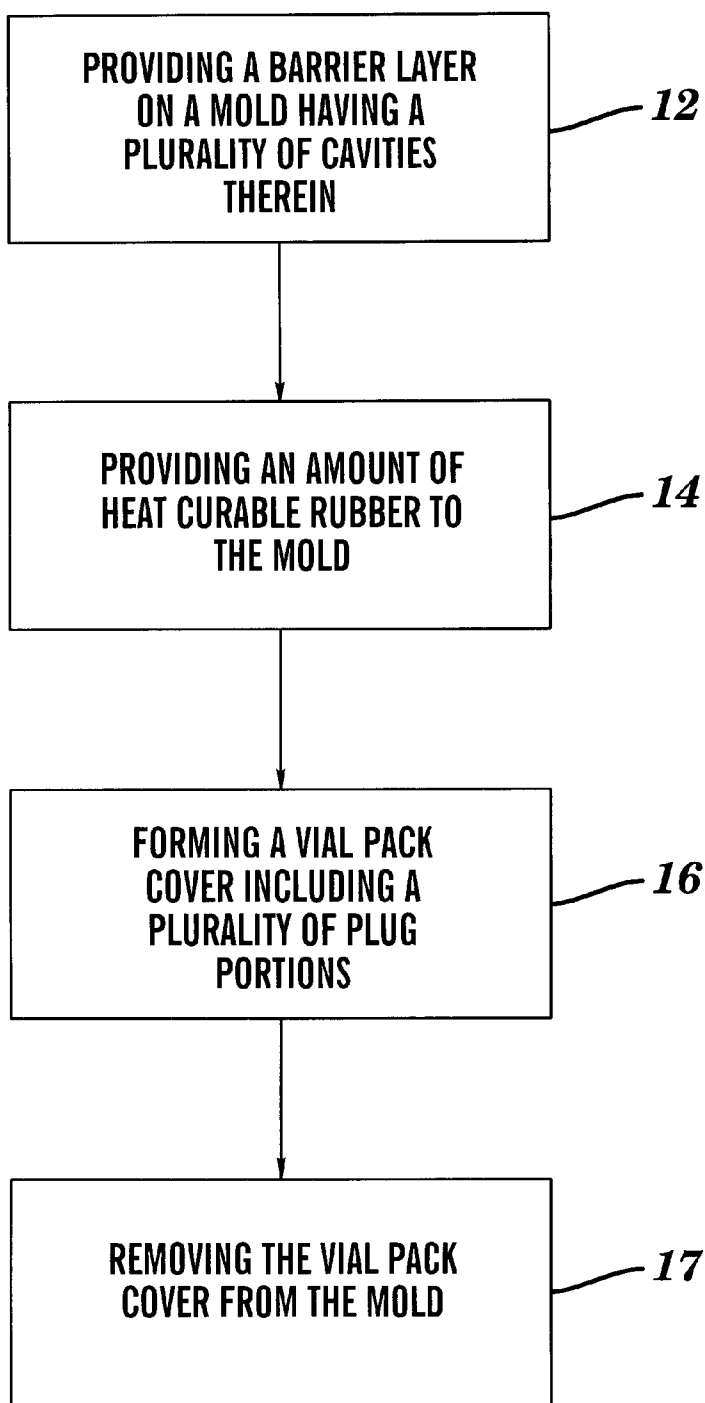 PROVIDING A BARRIER LAYER
ON A MOLD HAVING A
PLURALITY OF CAVITIES
THEREIN
12
PROVIDING AN AMOUNT OF
HEAT CURABLE RUBBER TO
THE MOLD
14
FORMING A VIAL PACK
COVER INCLUDING A
PLURALITY OF PLUG
PORTIONS
16
REMOVING THE VIAL PACK
COVER FROM THE MOLD
17